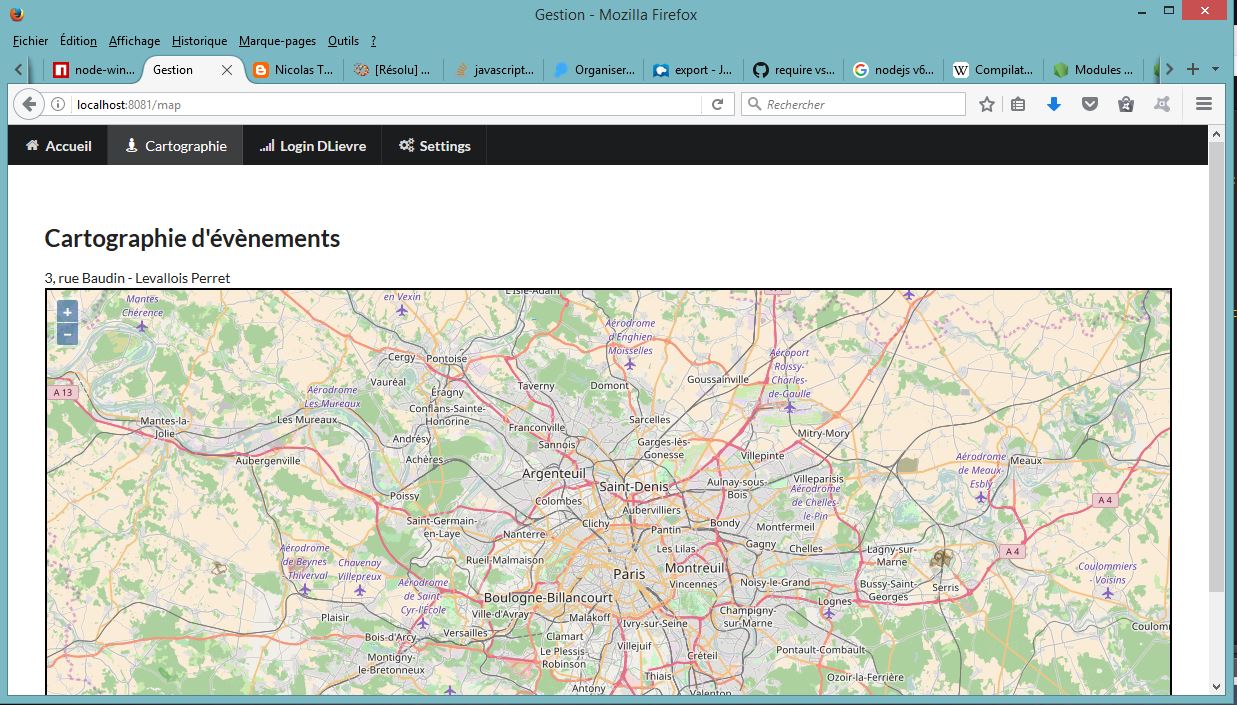 Gestion - Mozilla Firefox
Fichier Édition Affichage Historique Marque-pages Outils ?
node-win... Gestion Nicolas T... [Résolu] ... javascript... Organiser... export - J... require vs... nodejs v6... Compilat... Modules ...
localhost:8081/map
Rechercher
Accueil Cartographie Login DLievre Settings
Cartographie d'évènements
3, rue Baudin - Levallois Perret
+
−
Mantes
Chérence
en Vexin
L'Isle-Adam
Aérodrome
d'Enghien
Moisselles
Aéroport
Roissy-
Charles-
de-Gaulle
Cergy
Pontoise
Vauréal
Éragny
Taverny
Domont
Goussainville
A 13
Aérodrome
Les Mureaux
Les Mureaux
Conflans-Sainte-
Honorine
Mantes-la-
Jolie
Franconville
Sannois
Sarcelles
Garges-lès-
Gonesse
Mitry-Mory
Andrésy
Achères
Aubergenville
Villepinte
Aérodrome
de Meaux-
Esbly
Meaux
Argenteuil
Saint-Denis
Aulnay-sous-
Bois
Villeparisis
Aérodrome
de Chelles-
le-Pin
Poissy
Colombes
Aubervilliers
A 4
Saint-Germain-
en-Laye
Clichy
Nanterre
Pantin
Bondy
Montfermeil
Gagny
Chelles
Les Lilas
Lagny-sur-
Marne
A 4
Aérodrome
de Beynes
Thiverval
Chavenay
Villepreux
Rueil-Malmaison
Paris
Montreuil
Vincennes
Noisy-le-Grand
Bussy-Saint-
Georges
Serris
Coulommiers
- Voisins
Aérodrome
de Saint-
Cyr-l'École
Boulogne-Billancourt
Ville-d'Avray
Malakoff
Ivry-sur-Seine
Champigny-
sur-Marne
Lognes
Plaisir
Bois-d'Arcy
Versailles
Clamart
Le Plessis
Robinson
Villejuif
Créteil
Pontault-Combault
Coulom
Montigny-
le-Bretonneux
Thiais
Ozoir-la-Ferrière
Antony
Valenton